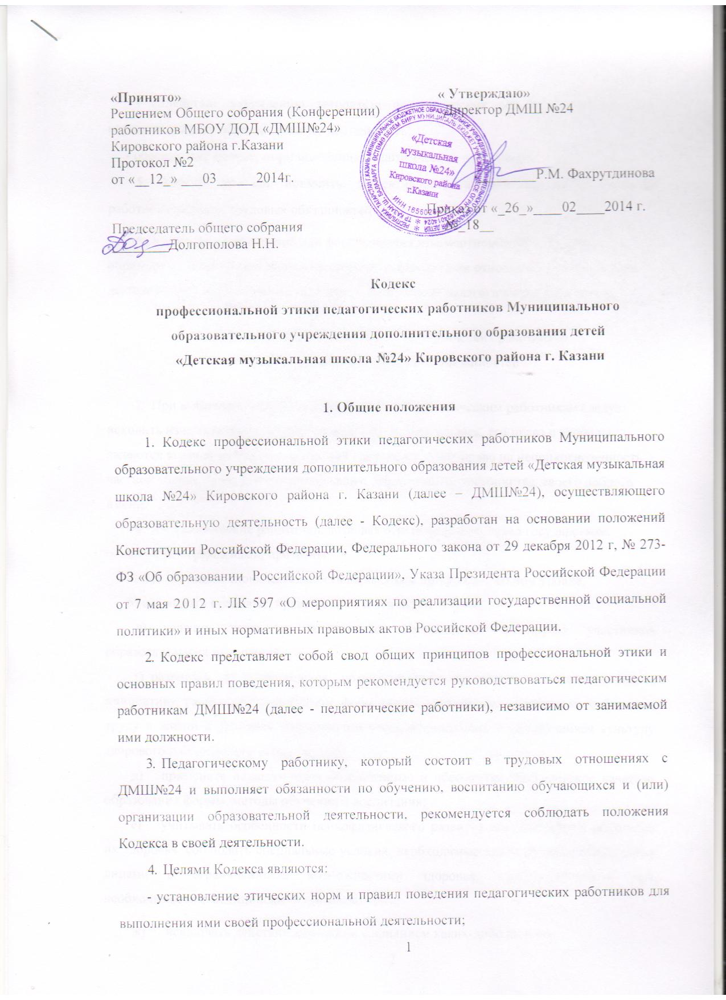 «Принято»
Решением Общего собрания (Конференции)
работников МБОУ ДОД «ДМШ№24»
Кировского района г.Казани
Протокол №2
от «__12_» ___03_____ 2014г.
Председатель общего собрания
________Долгополова Н.Н.
« Утверждаю»
Директор ДМШ №24
________Р.М. Фахрутдинова
Приказ от «_26_»____02____2014 г.
№_18__
«Детская
музыкальная
школа №24»
Кировского района
г.Казани
Кодекс
профессиональной этики педагогических работников Муниципального
образовательного учреждения дополнительного образования детей
«Детская музыкальная школа №24» Кировского района г. Казани
1. Общие положения
1. Кодекс профессиональной этики педагогических работников Муниципального
образовательного учреждения дополнительного образования детей «Детская музыкальная
школа №24» Кировского района г. Казани (далее – ДМШ№24), осуществляющего
образовательную деятельность (далее - Кодекс), разработан на основании положений
Конституции Российской Федерации, Федерального закона от 29 декабря 2012 г, № 273-
ФЗ «Об образовании Российской Федерации», Указа Президента Российской Федерации
от 7 мая 2012 г. ЛК 597 «О мероприятиях по реализации государственной социальной
политики» и иных нормативных правовых актов Российской Федерации.
2. Кодекс представляет собой свод общих принципов профессиональной этики и
основных правил поведения, которым рекомендуется руководствоваться педагогическим
работникам ДМШ№24 (далее - педагогические работники), независимо от занимаемой
ими должности.
3. Педагогическому работнику, который состоит в трудовых отношениях с
ДМШ№24 и выполняет обязанности по обучению, воспитанию обучающихся и (или)
организации образовательной деятельности, рекомендуется соблюдать положения
Кодекса в своей деятельности.
4. Целями Кодекса являются:
- установление этических норм и правил поведения педагогических работников для
выполнения ими своей профессиональной деятельности;
1